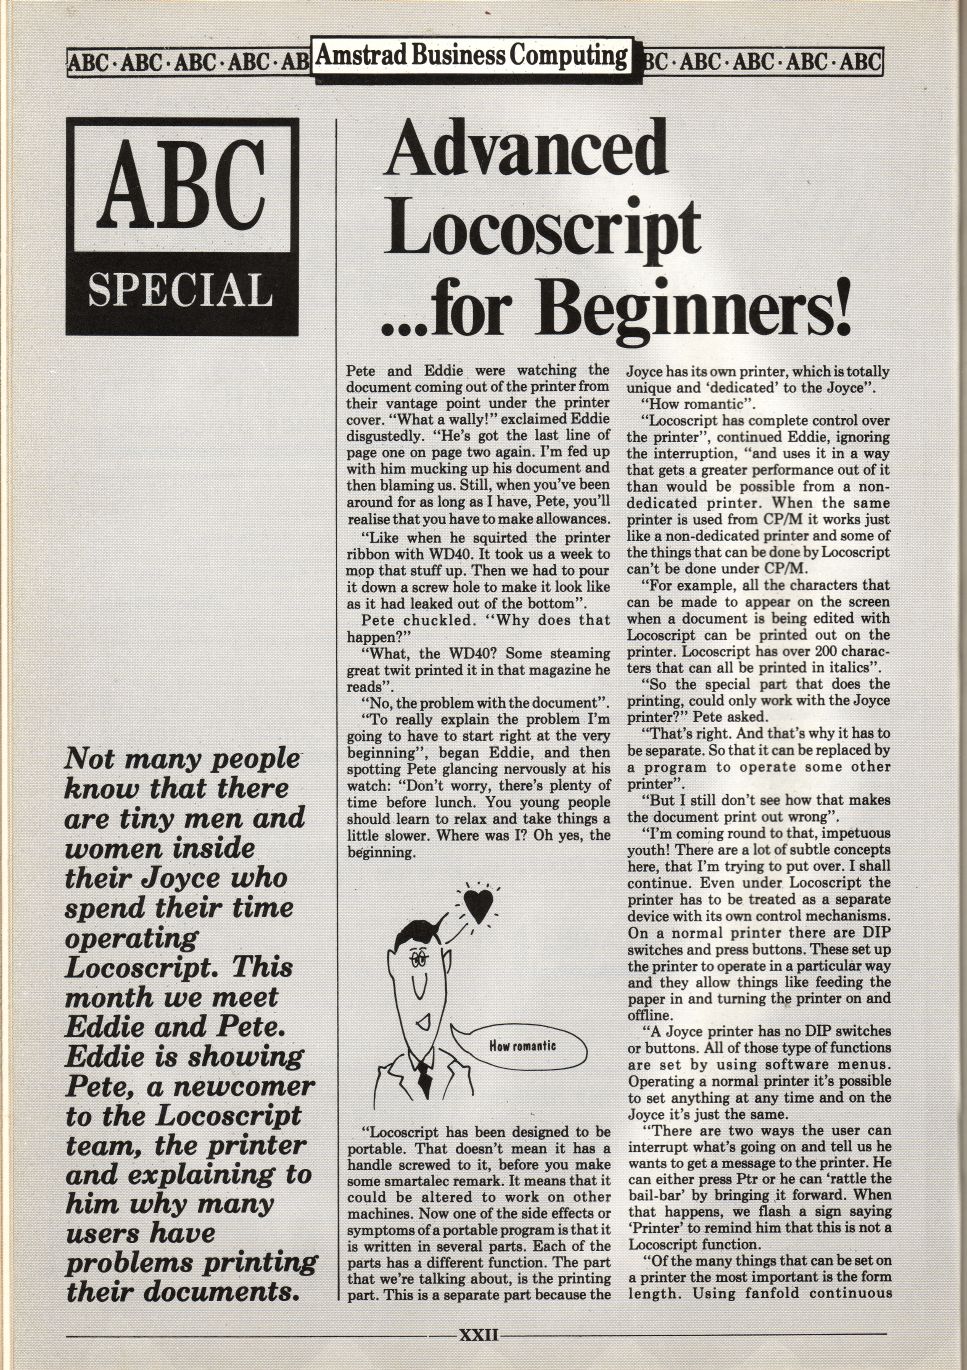 ABC · ABC · ABC · ABC · AB Amstrad Business Computing BC · ABC · ABC · ABC · ABC
ABC
SPECIAL
Advanced
Locoscript
...for Beginners!
Not many people
know that there
are tiny men and
women inside
their Joyce who
spend their time
operating
Locoscript. This
month we meet
Eddie and Pete.
Eddie is showing
Pete, a newcomer
to the Locoscript
team, the printer
and explaining to
him why many
users have
problems printing
their documents.
Pete and Eddie were watching the
document coming out of the printer from
their vantage point under the printer
cover. “What a wally!” exclaimed Eddie
disgustedly. “He’s got the last line of
page one on page two again. I’m fed up
with him mucking up his document and
then blaming us. Still, when you’ve been
around for as long as I have, Pete, you’ll
realise that you have to make allowances.
“Like when he squirted the printer
ribbon with WD40. It took us a week to
mop that stuff up. Then we had to pour
it down a screw hole to make it look like
as it had leaked out of the bottom”.
Pete chuckled. “Why does that
happen?”
“What, the WD40? Some steaming
great twit printed it in that magazine he
reads”.
“No, the problem with the document”.
“To really explain the problem I’m
going to have to start right at the very
beginning”, began Eddie, and then
spotting Pete glancing nervously at his
watch: “Don’t worry, there’s plenty of
time before lunch. You young people
should learn to relax and take things a
little slower. Where was I? Oh yes, the
beginning.
How romantic
“Locoscript has been designed to be
portable. That doesn’t mean it has a
handle screwed to it, before you make
some smartalec remark. It means that it
could be altered to work on other
machines. Now one of the side effects or
symptoms of a portable program is that it
is written in several parts. Each of the
parts has a different function. The part
that we’re talking about, is the printing
part. This is a separate part because the
Joyce has its own printer, which is totally
unique and ‘dedicated’ to the Joyce”.
“How romantic”.
“Locoscript has complete control over
the printer”, continued Eddie, ignoring
the interruption, “and uses it in a way
that gets a greater performance out of it
than would be possible from a non-
dedicated printer. When the same
printer is used from CP/M it works just
like a non-dedicated printer and some of
the things that can be done by Locoscript
can’t be done under CP/M.
“For example, all the characters that
can be made to appear on the screen
when a document is being edited with
Locoscript can be printed out on the
printer. Locoscript has over 200 charac-
ters that can all be printed in italics”.
“So the special part that does the
printing, could only work with the Joyce
printer?” Pete asked.
“That’s right. And that’s why it has to
be separate. So that it can be replaced by
a program to operate some other
printer”.
“But I still don’t see how that makes
the document print out wrong”.
“I’m coming round to that, impetuous
youth! There are a lot of subtle concepts
here, that I’m trying to put over. I shall
continue. Even under Locoscript the
printer has to be treated as a separate
device with its own control mechanisms.
On a normal printer there are DIP
switches and press buttons. These set up
the printer to operate in a particular way
and they allow things like feeding the
paper in and turning the printer on and
offline.
“A Joyce printer has no DIP switches
or buttons. All of those type of functions
are set by using software menus.
Operating a normal printer it’s possible
to set anything at any time and on the
Joyce it’s just the same.
“There are two ways the user can
interrupt what’s going on and tell us he
wants to get a message to the printer. He
can either press Ptr or he can ‘rattle the
bail-bar’ by bringing it forward. When
that happens, we flash a sign saying
‘Printer’ to remind him that this is not a
Locoscript function.
“Of the many things that can be set on
a printer the most important is the form
length. Using fanfold continuous
XXII